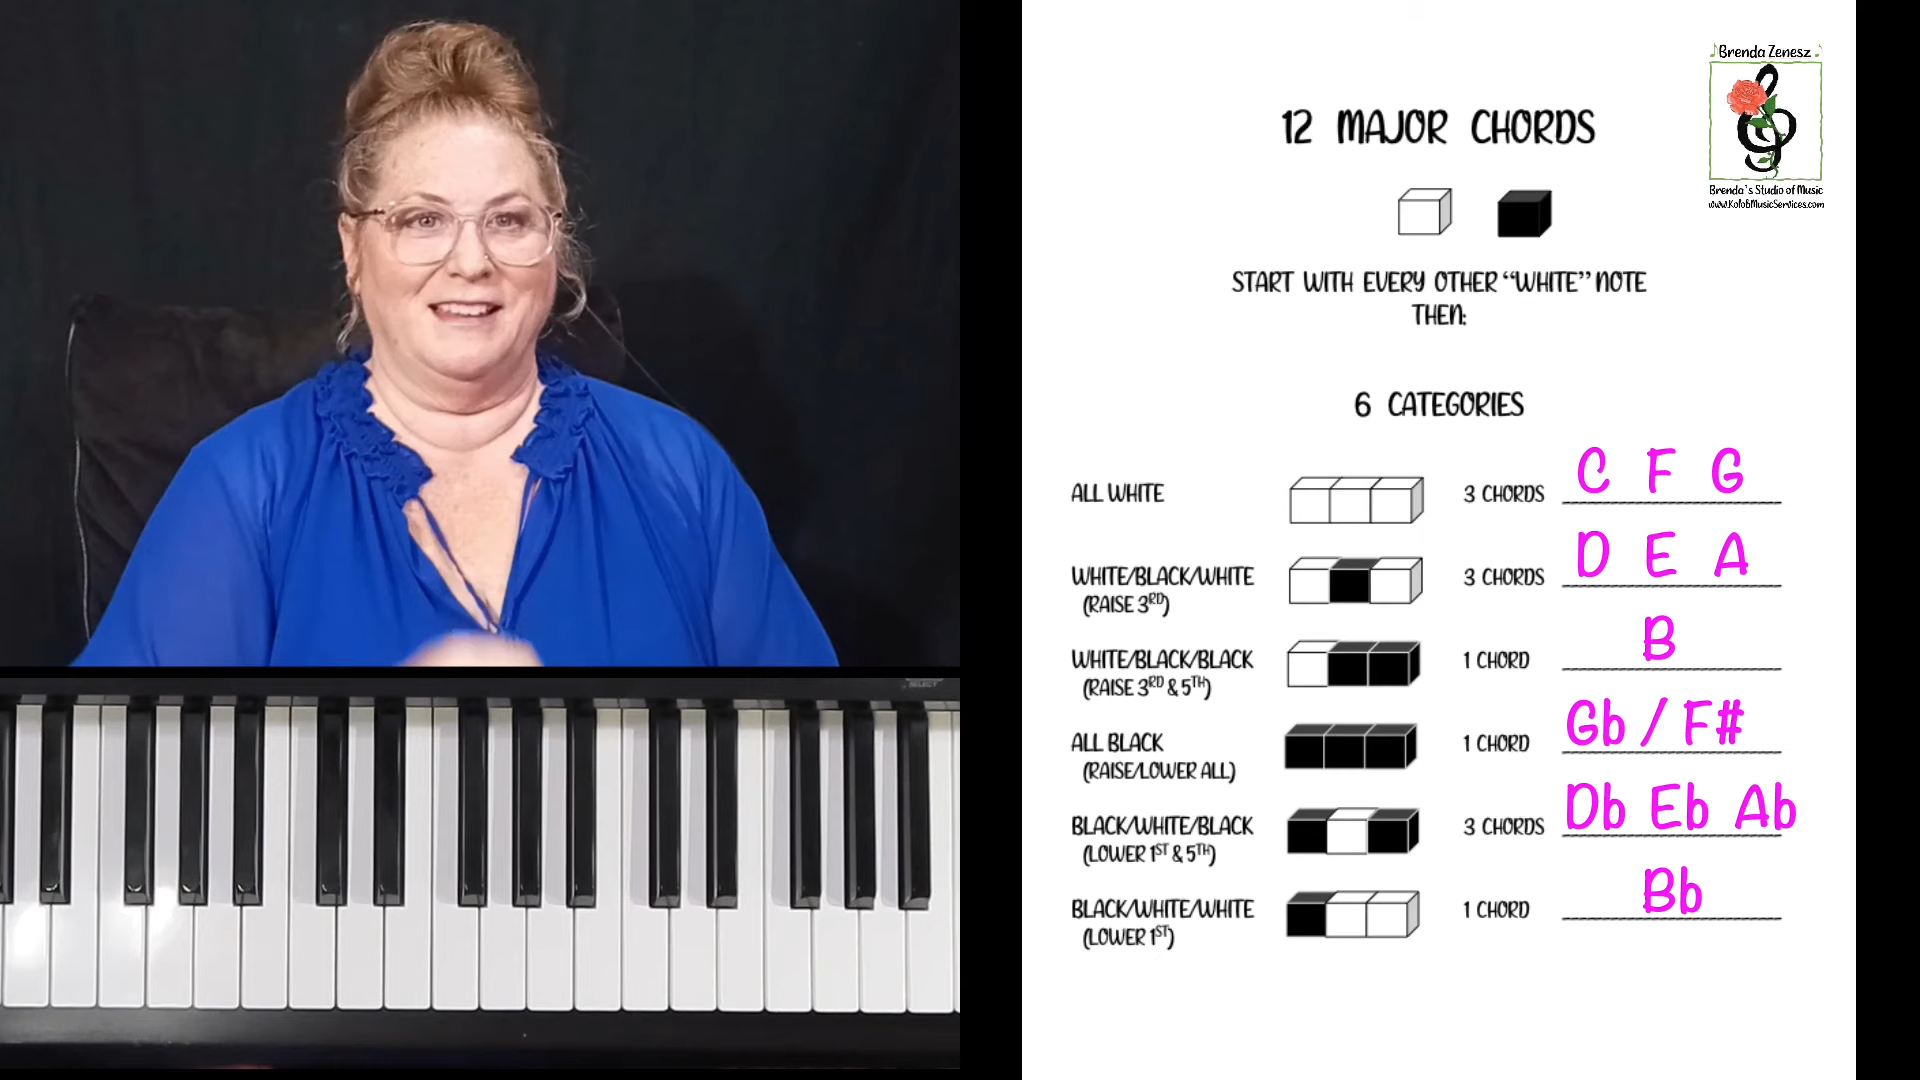 Brenda Zenesz
Brenda's Studio of Music
www.KolobMusicServices.com
12 MAJOR CHORDS
START WITH EVERY OTHER “WHITE” NOTE
THEN:
6 CATEGORIES
ALL WHITE 3 CHORDS C F G
WHITE/BLACK/WHITE 3 CHORDS D E A
(RAISE 3RD)
WHITE/BLACK/BLACK 1 CHORD B
(RAISE 3RD & 5TH)
ALL BLACK 1 CHORD Gb / F#
(RAISE/LOWER ALL)
BLACK/WHITE/BLACK 3 CHORDS Db Eb Ab
(LOWER 1ST & 5TH)
BLACK/WHITE/WHITE 1 CHORD Bb
(LOWER 1ST)
SELECT